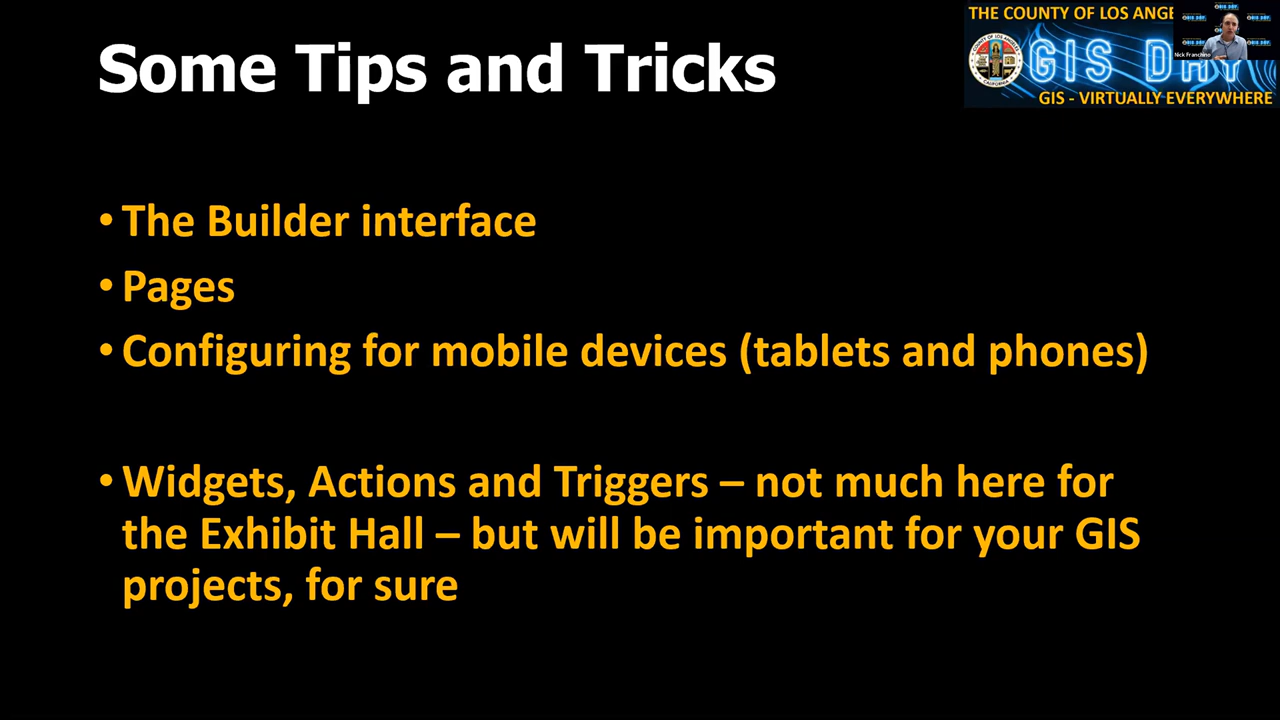 Some Tips and Tricks
THE COUNTY OF LOS ANGE
GIS D
GIS - VIRTUALLY EVERYWHERE
Nick Franchino
• The Builder interface
• Pages
• Configuring for mobile devices (tablets and phones)
• Widgets, Actions and Triggers – not much here for
the Exhibit Hall – but will be important for your GIS
projects, for sure